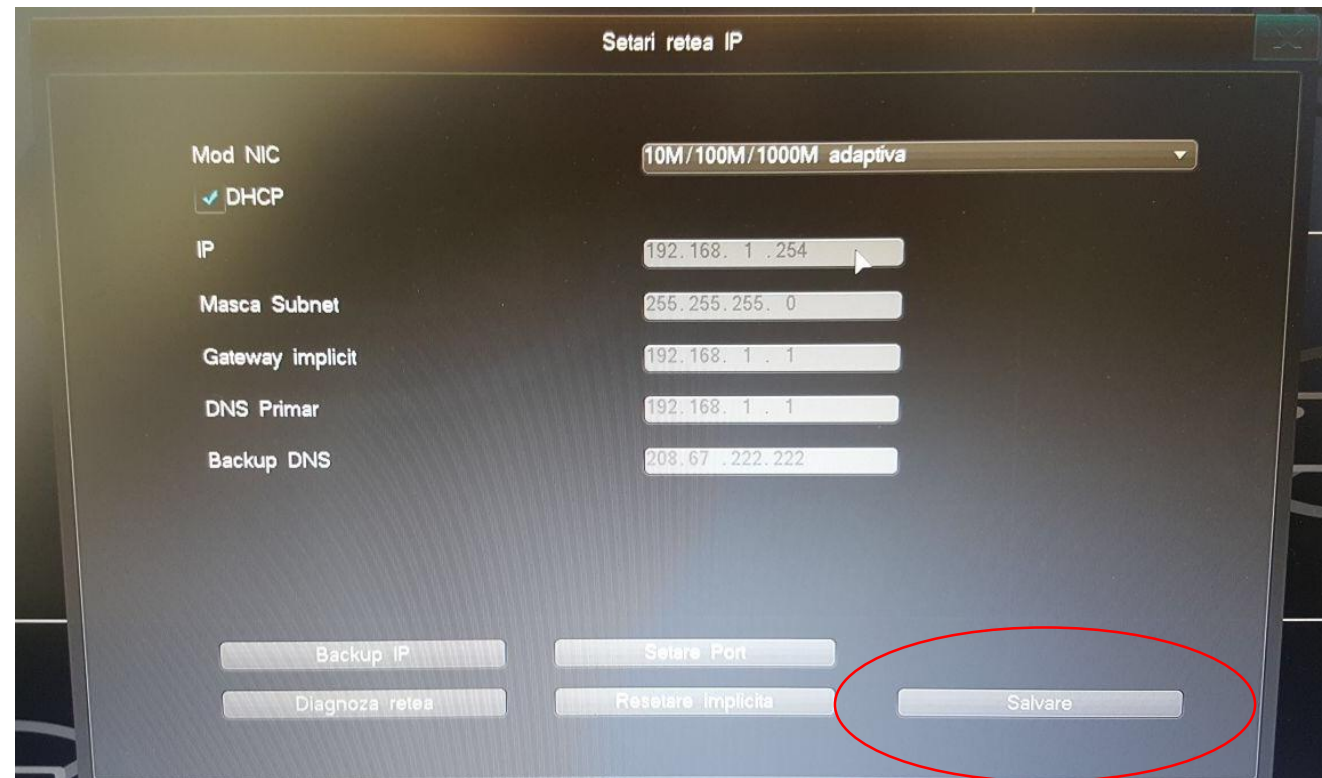 Setari retea IP
Mod NIC 10M/100M/1000M adaptiva
DHCP
IP 192.168. 1 .254
Masca Subnet 255.255.255. 0
Gateway implicit 192.168. 1 . 1
DNS Primar 192.168. 1 . 1
Backup DNS 208.67 .222.222
Backup IP Setare Port
Diagnoza retea Resetare Implicita Salvare